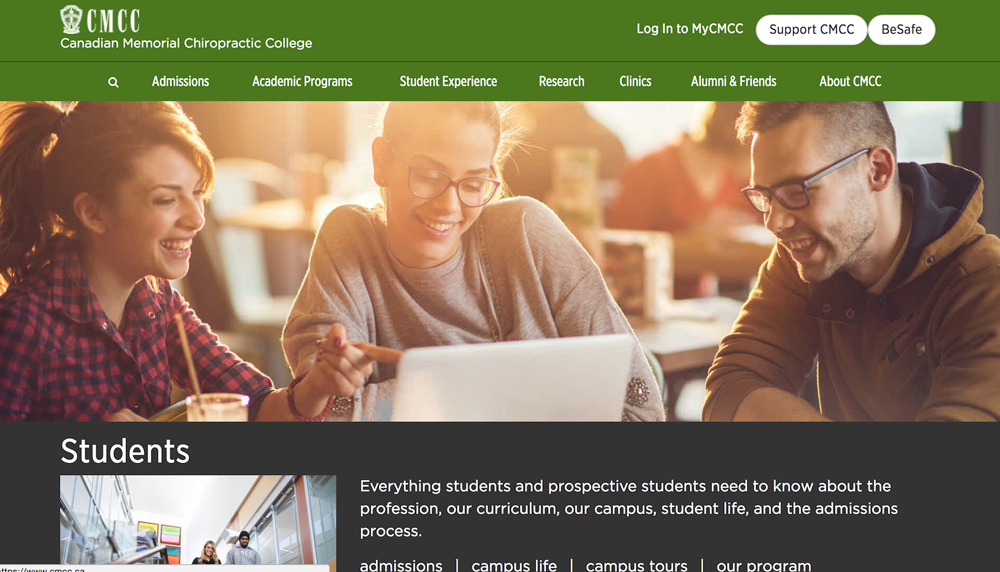 CMCC
Canadian Memorial Chiropractic College
Log In to MyCMCC
Support CMCC
BeSafe
Admissions
Academic Programs
Student Experience
Research
Clinics
Alumni & Friends
About CMCC
Students
Everything students and prospective students need to know about the
profession, our curriculum, our campus, student life, and the admissions
process.
admissions | campus life | campus tours | our program
https://www.cmcc.ca